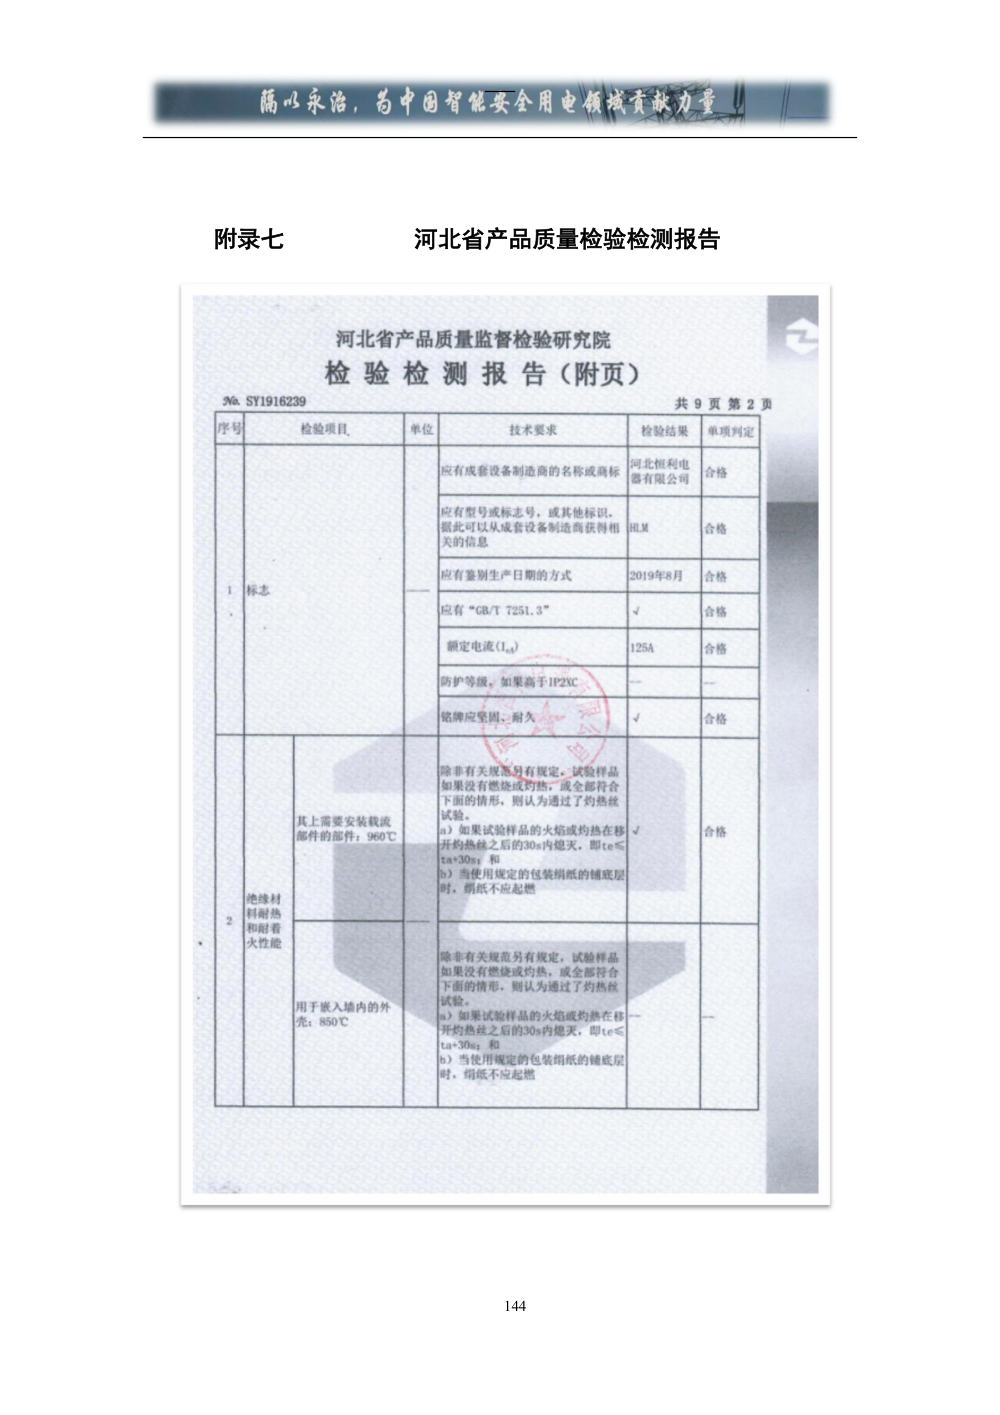 隔以永治，为中国智能安全用电领域贡献力量
附录七 河北省产品质量检验检测报告
河北省产品质量监督检验研究院
检验检测报告（附页）
No. SY1916239
共 9 页 第 2 页
序号 检验项目 单位 技术要求 检验结果 单项判定
1 标志 ——
应有成套设备制造商的名称或商标
河北恒利电
器有限公司
合格
应有型号或标志号，或其他标识，
据此可以从成套设备制造商获得相
关的信息
HLM 合格
应有鉴别生产日期的方式 2019年8月 合格
应有“GB/T 7251.3” √ 合格
额定电流(InA) 125A 合格
防护等级，如果高于IP2XC — —
铭牌应坚固、耐久 √ 合格
2
绝缘材
料耐热
和耐着
火性能
——
其上需要安装载流
部件的部件：960℃
除非有关规范另有规定，试验样品
如果没有燃烧或灼热，或全部符合
下面的情形，则认为通过了灼热丝
试验。
a）如果试验样品的火焰或灼热在移
开灼热丝之后的30s内熄灭，即te≤
ta+30s；和
b）当使用规定的包装绢纸的铺底层
时，绢纸不应起燃
√ 合格
用于嵌入墙内的外
壳：850℃
除非有关规范另有规定，试验样品
如果没有燃烧或灼热，或全部符合
下面的情形，则认为通过了灼热丝
试验。
a）如果试验样品的火焰或灼热在移
开灼热丝之后的30s内熄灭，即te≤
ta+30s；和
b）当使用规定的包装绢纸的铺底层
时，绢纸不应起燃
— —
144